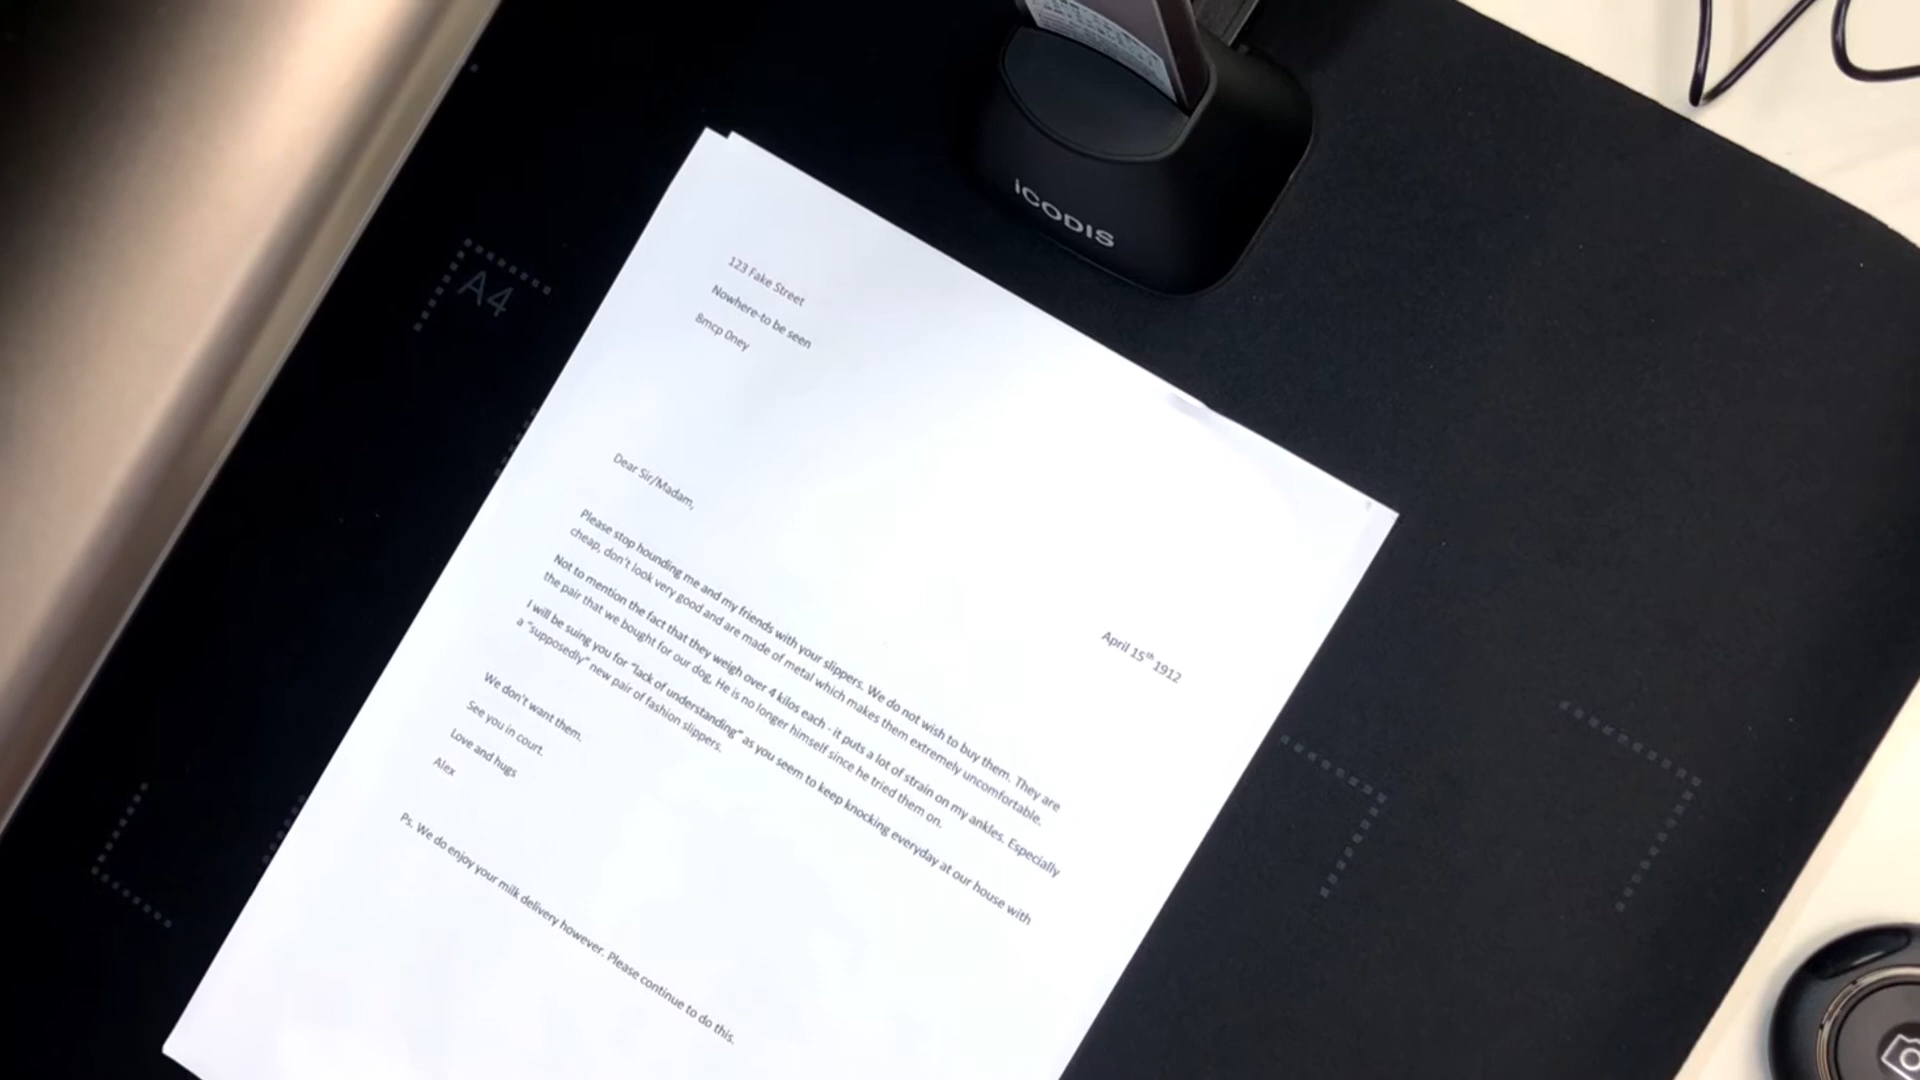 iCODIS
A4
123 Fake Street
Nowhere-to be seen
8mcp 0ney
April 15th 1912
Dear Sir/Madam,
Please stop hounding me and my friends with your slippers. We do not wish to buy them. They are
cheap, don't look very good and are made of metal which makes them extremely uncomfortable.
Not to mention the fact that they weigh over 4 kilos each - it puts a lot of strain on my ankles. Especially
the pair that we bought for our dog. He is no longer himself since he tried them on.
I will be suing you for "lack of understanding" as you seem to keep knocking everyday at our house with
a "supposedly" new pair of fashion slippers.
We don't want them.
See you in court.
Love and hugs
Alex
Ps. We do enjoy your milk delivery however. Please continue to do this.